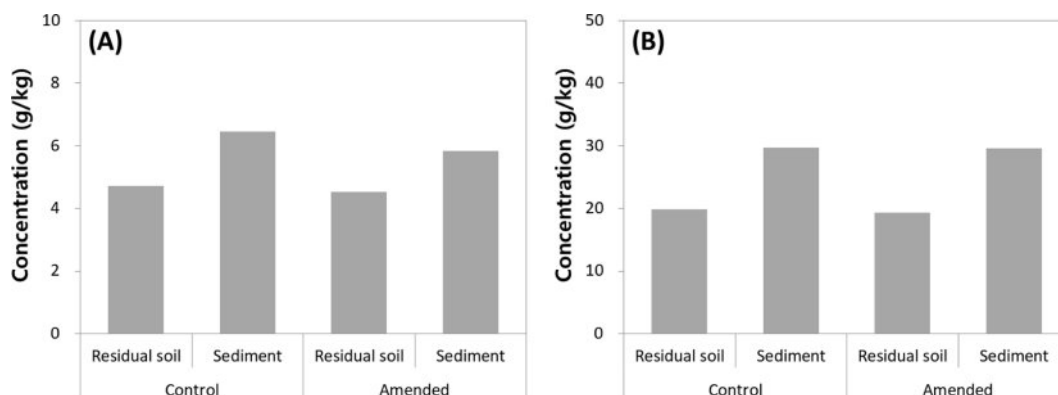 (A)
Concentration (g/kg)
10
8
6
4
2
0
Residual soil Sediment Residual soil Sediment
Control Amended
(B)
Concentration (g/kg)
50
40
30
20
10
0
Residual soil Sediment Residual soil Sediment
Control Amended